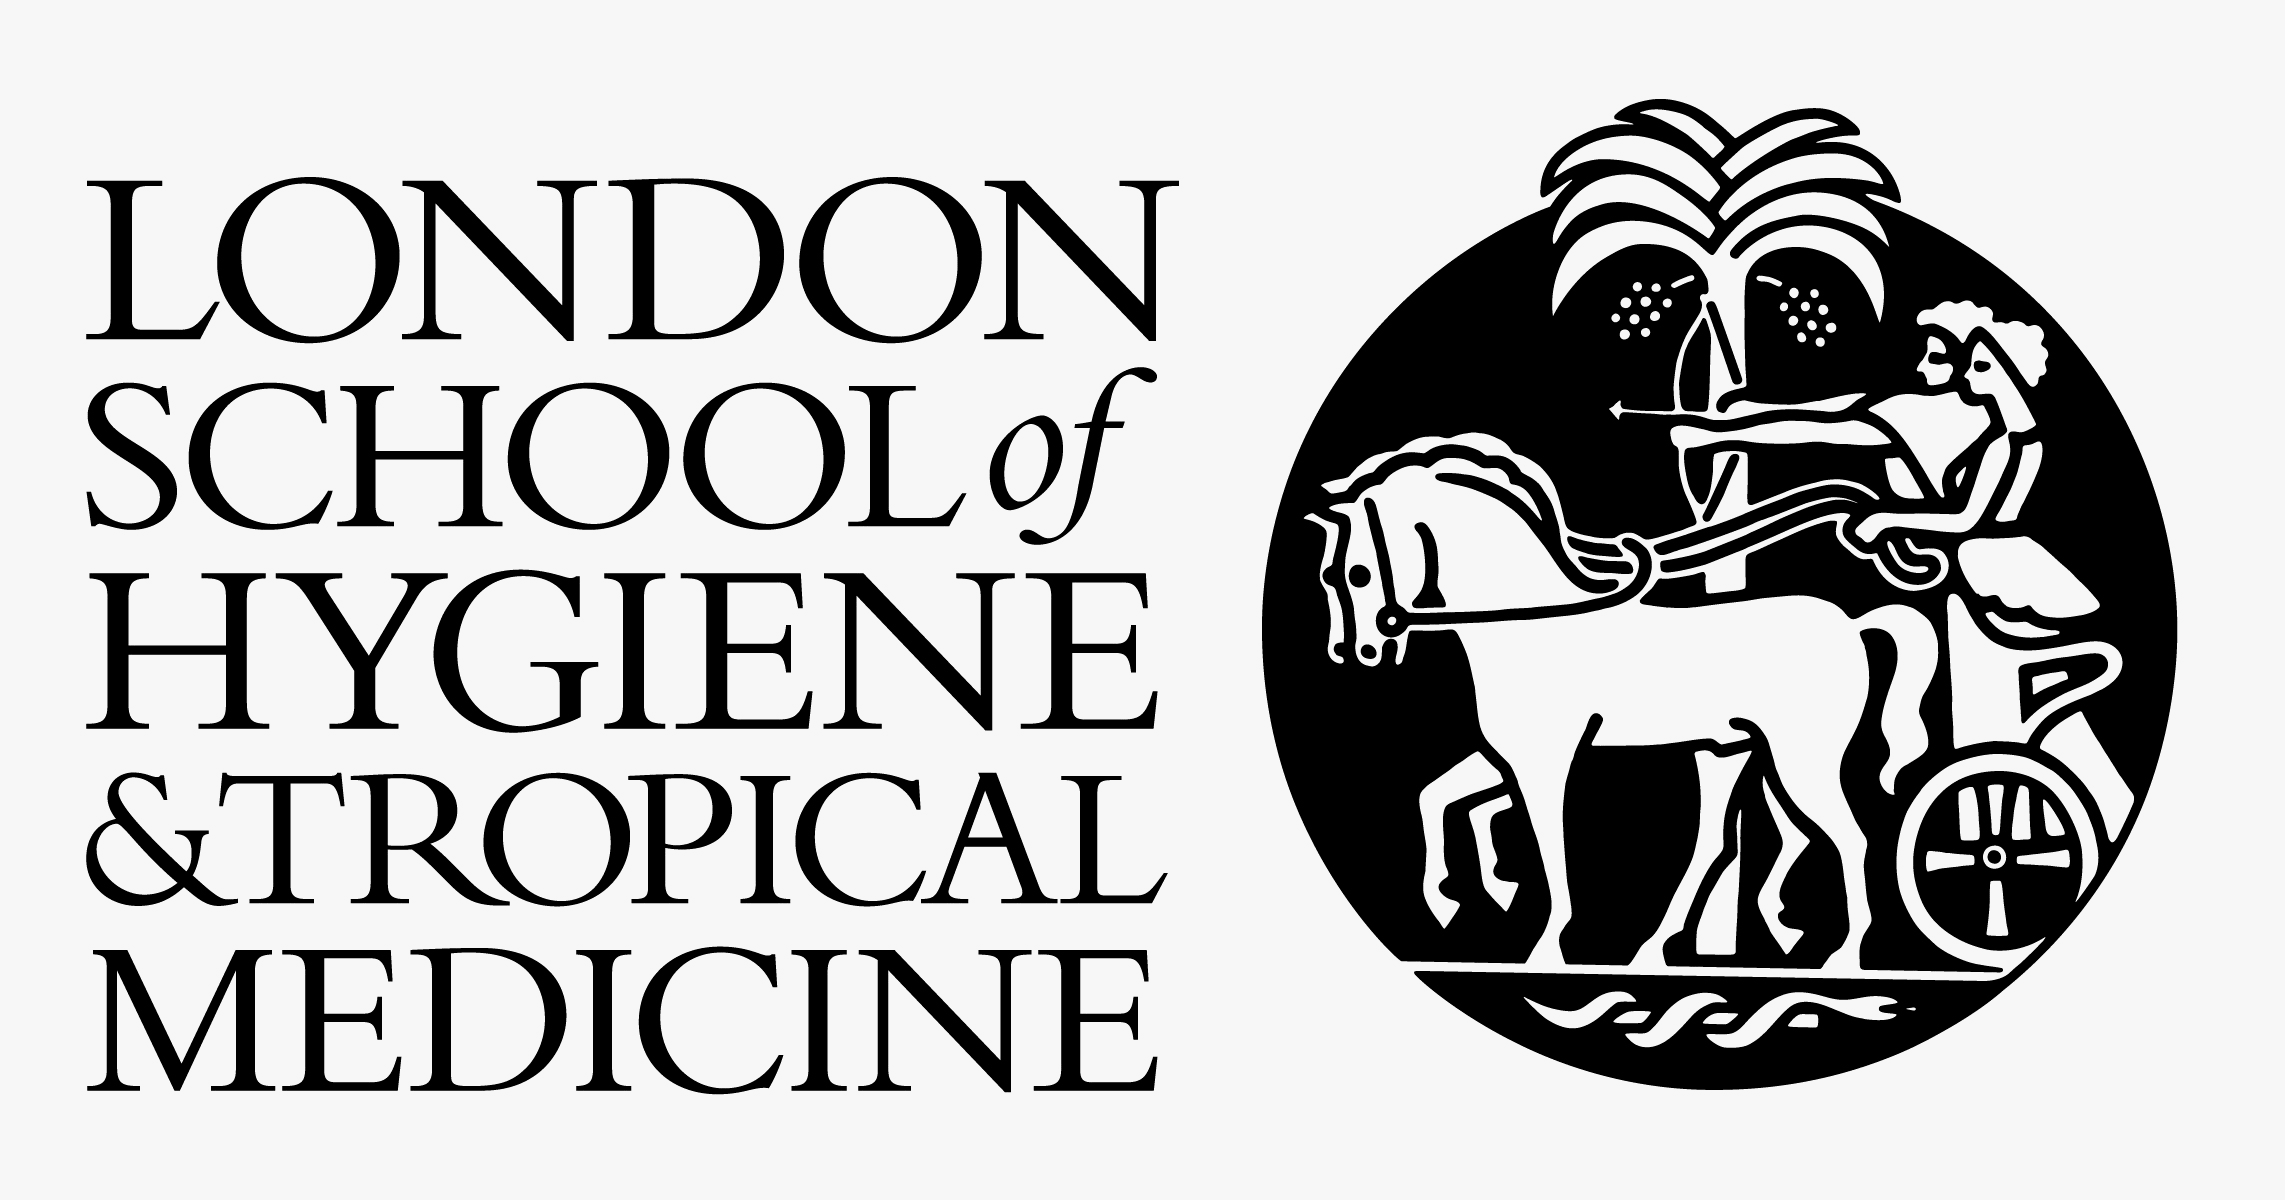 LONDON
SCHOOL of
HYGIENE
& TROPICAL
MEDICINE